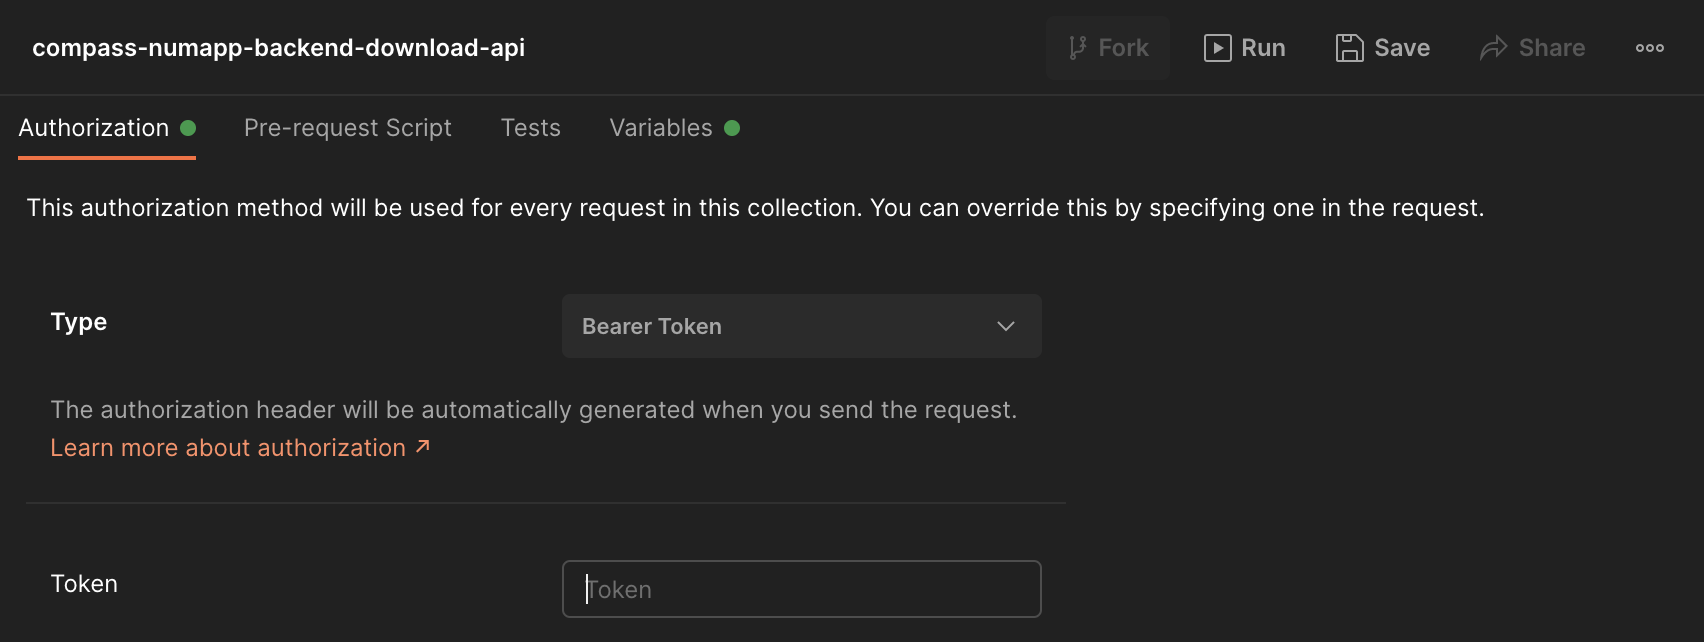 compass-numapp-backend-download-api
Fork
Run
Save
Share
Authorization
Pre-request Script
Tests
Variables
This authorization method will be used for every request in this collection. You can override this by specifying one in the request.
Type
Bearer Token
The authorization header will be automatically generated when you send the request.
Learn more about authorization ↗
Token
Token